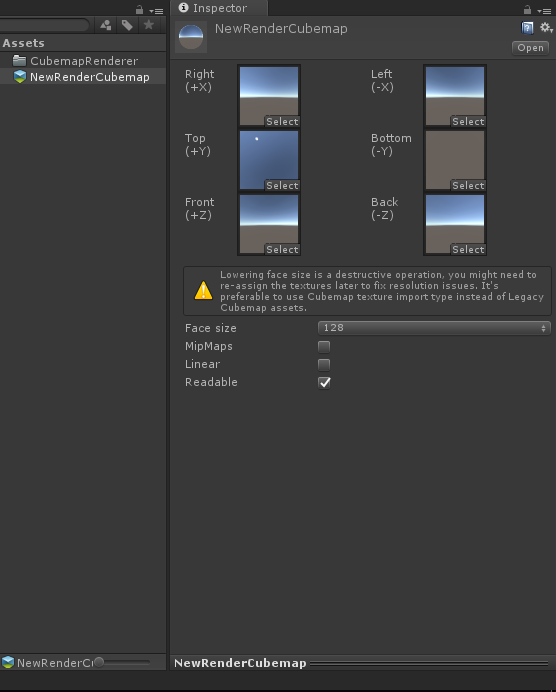 Inspector
Assets
CubemapRenderer
NewRenderCubemap
NewRenderCubemap
Open
Right
(+X)
Select
Left
(-X)
Select
Top
(+Y)
Select
Bottom
(-Y)
Select
Front
(+Z)
Select
Back
(-Z)
Select
Lowering face size is a destructive operation, you might need to
re-assign the textures later to fix resolution issues. It's
preferable to use Cubemap texture import type instead of Legacy
Cubemap assets.
Face size
128
MipMaps
Linear
Readable
NewRenderCu
NewRenderCubemap